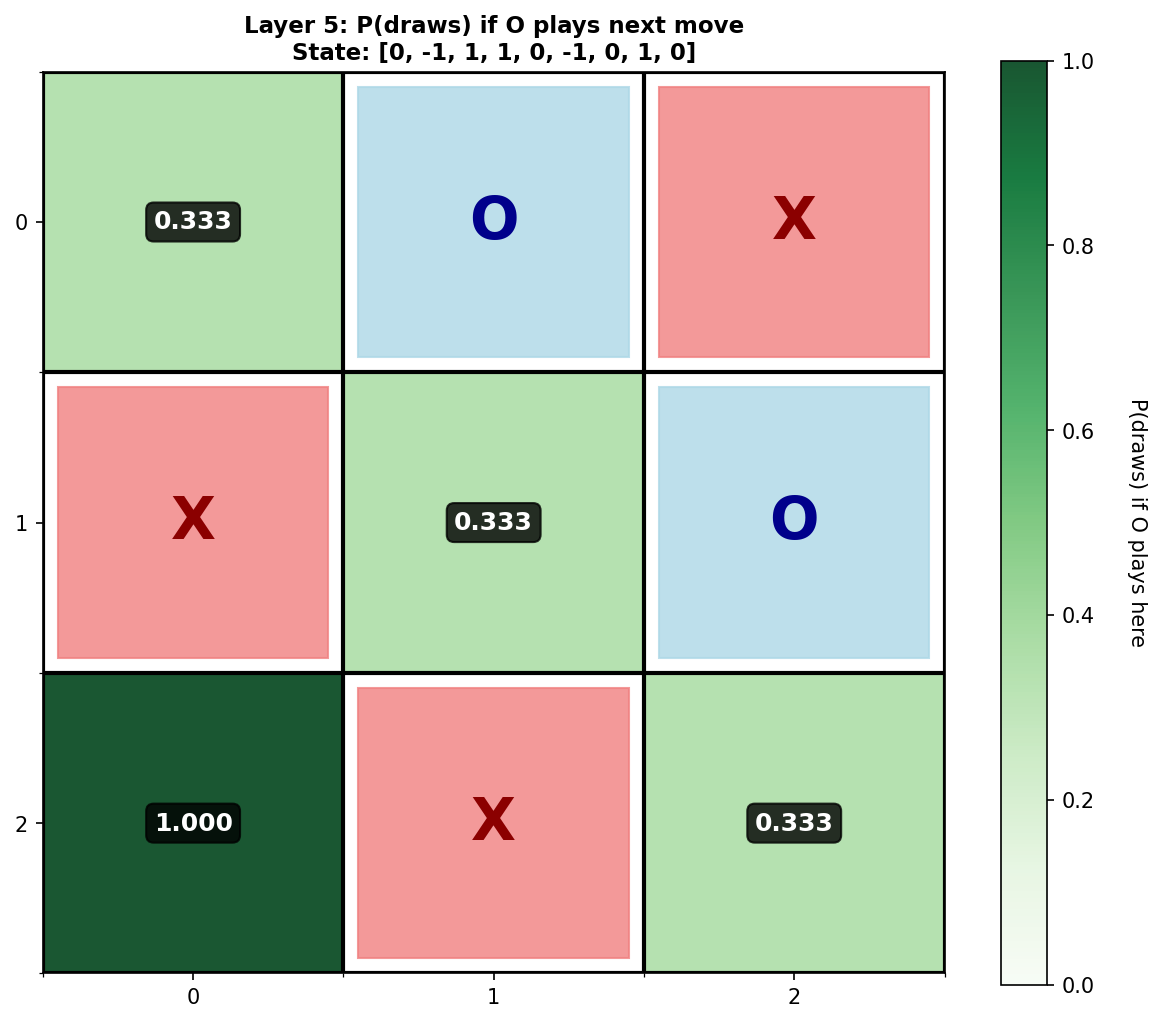 Layer 5: P(draws) if O plays next move
State: [0, -1, 1, 1, 0, -1, 0, 1, 0]
0.333
O
X
0
X
0.333
O
1
1.000
X
0.333
2
0
1
2
1.0
0.8
0.6
0.4
0.2
0.0
P(draws) if O plays here